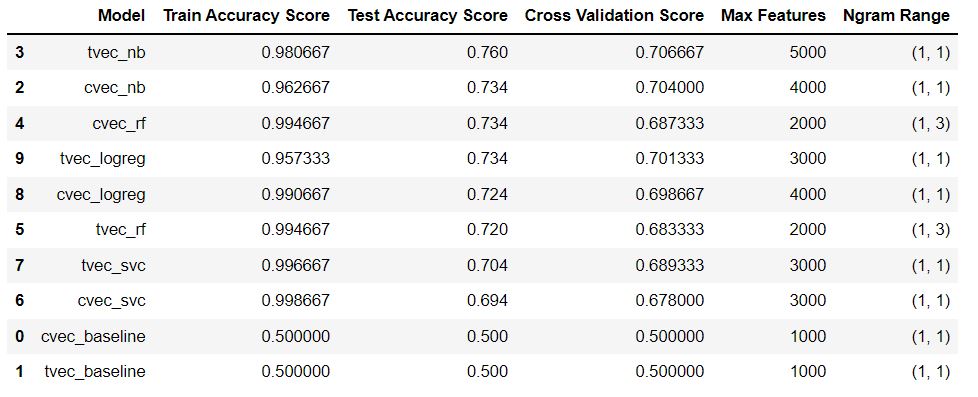 Model Train Accuracy Score Test Accuracy Score Cross Validation Score Max Features Ngram Range
3 tvec_nb 0.980667 0.760 0.706667 5000 (1, 1)
2 cvec_nb 0.962667 0.734 0.704000 4000 (1, 1)
4 cvec_rf 0.994667 0.734 0.687333 2000 (1, 3)
9 tvec_logreg 0.957333 0.734 0.701333 3000 (1, 1)
8 cvec_logreg 0.990667 0.724 0.698667 4000 (1, 1)
5 tvec_rf 0.994667 0.720 0.683333 2000 (1, 3)
7 tvec_svc 0.996667 0.704 0.689333 3000 (1, 1)
6 cvec_svc 0.998667 0.694 0.678000 3000 (1, 1)
0 cvec_baseline 0.500000 0.500 0.500000 1000 (1, 1)
1 tvec_baseline 0.500000 0.500 0.500000 1000 (1, 1)